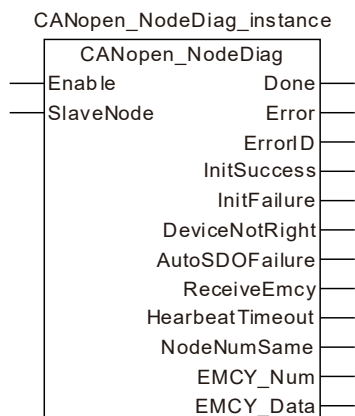 CANopen_NodeDiag_instance
CANopen_NodeDiag
Enable Done
SlaveNode Error
ErrorID
InitSuccess
InitFailure
DeviceNotRight
AutoSDOFailure
ReceiveEmcy
HearbeatTimeout
NodeNumSame
EMCY_Num
EMCY_Data